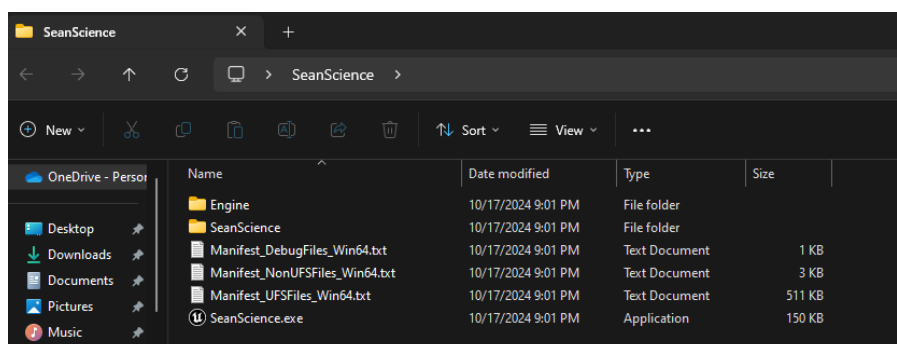 SeanScience
SeanScience
New
Sort
View
OneDrive - Person
Name
Date modified
Type
Size
Engine
10/17/2024 9:01 PM
File folder
SeanScience
10/17/2024 9:01 PM
File folder
Desktop
Manifest_DebugFiles_Win64.txt
10/17/2024 9:01 PM
Text Document
1 KB
Downloads
Manifest_NonUFSFiles_Win64.txt
10/17/2024 9:01 PM
Text Document
3 KB
Documents
Manifest_UFSFiles_Win64.txt
10/17/2024 9:01 PM
Text Document
511 KB
Pictures
SeanScience.exe
10/17/2024 9:01 PM
Application
150 KB
Music